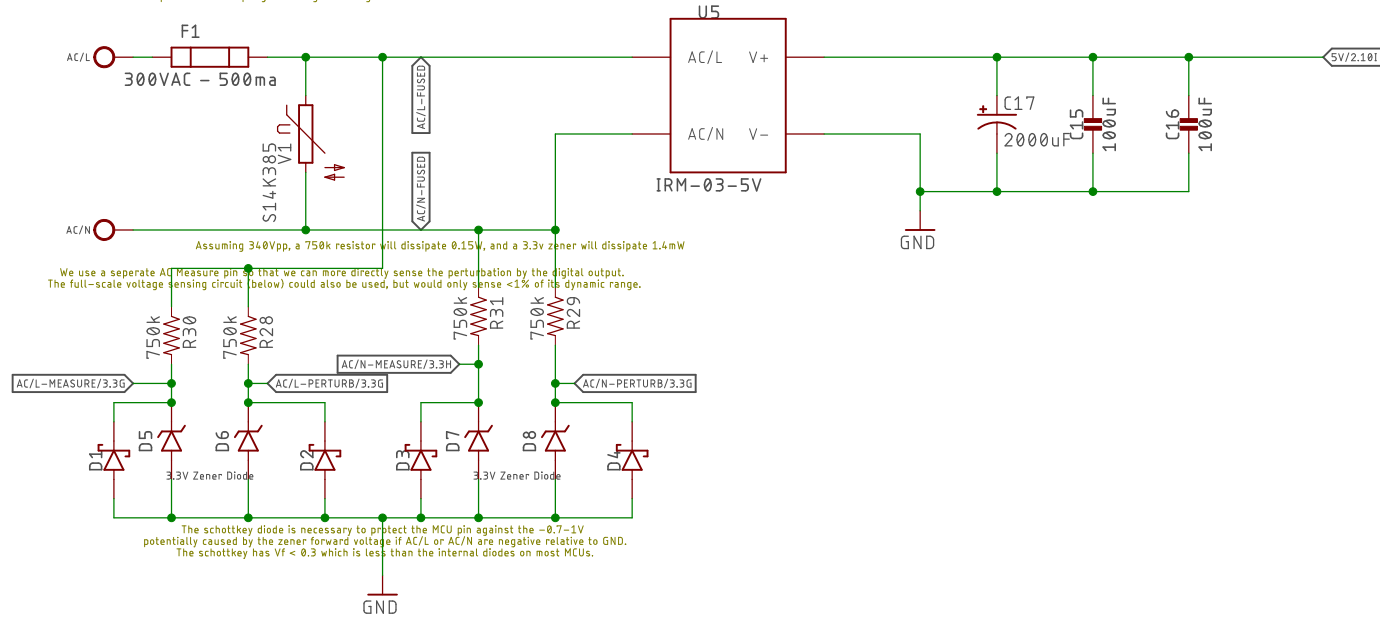 U5
F1
AC/L
300VAC - 500ma
AC/L-FUSED
AC/L V+
5V/2.10I
C17
2000uF
C15
100uF
C16
100uF
S14K385
V1
AC/N-FUSED
AC/N V-
IRM-03-5V
GND
AC/N
Assuming 340Vpp, a 750k resistor will dissipate 0.15W, and a 3.3v zener will dissipate 1.4mW
We use a seperate AC Measure pin so that we can more directly sense the perturbation by the digital output.
The full-scale voltage sensing circuit (below) could also be used, but would only sense <1% of its dynamic range.
750k
R30
750k
R28
750k
R31
750k
R29
AC/N-MEASURE/3.3H
AC/L-MEASURE/3.3G
AC/L-PERTURB/3.3G
AC/N-PERTURB/3.3G
D1
D5
D6
D2
D3
D7
D8
D4
3.3V Zener Diode
3.3V Zener Diode
The schottkey diode is necessary to protect the MCU pin against the -0.7-1V
potentially caused by the zener forward voltage if AC/L or AC/N are negative relative to GND.
The schottkey has Vf < 0.3 which is less than the internal diodes on most MCUs.
GND